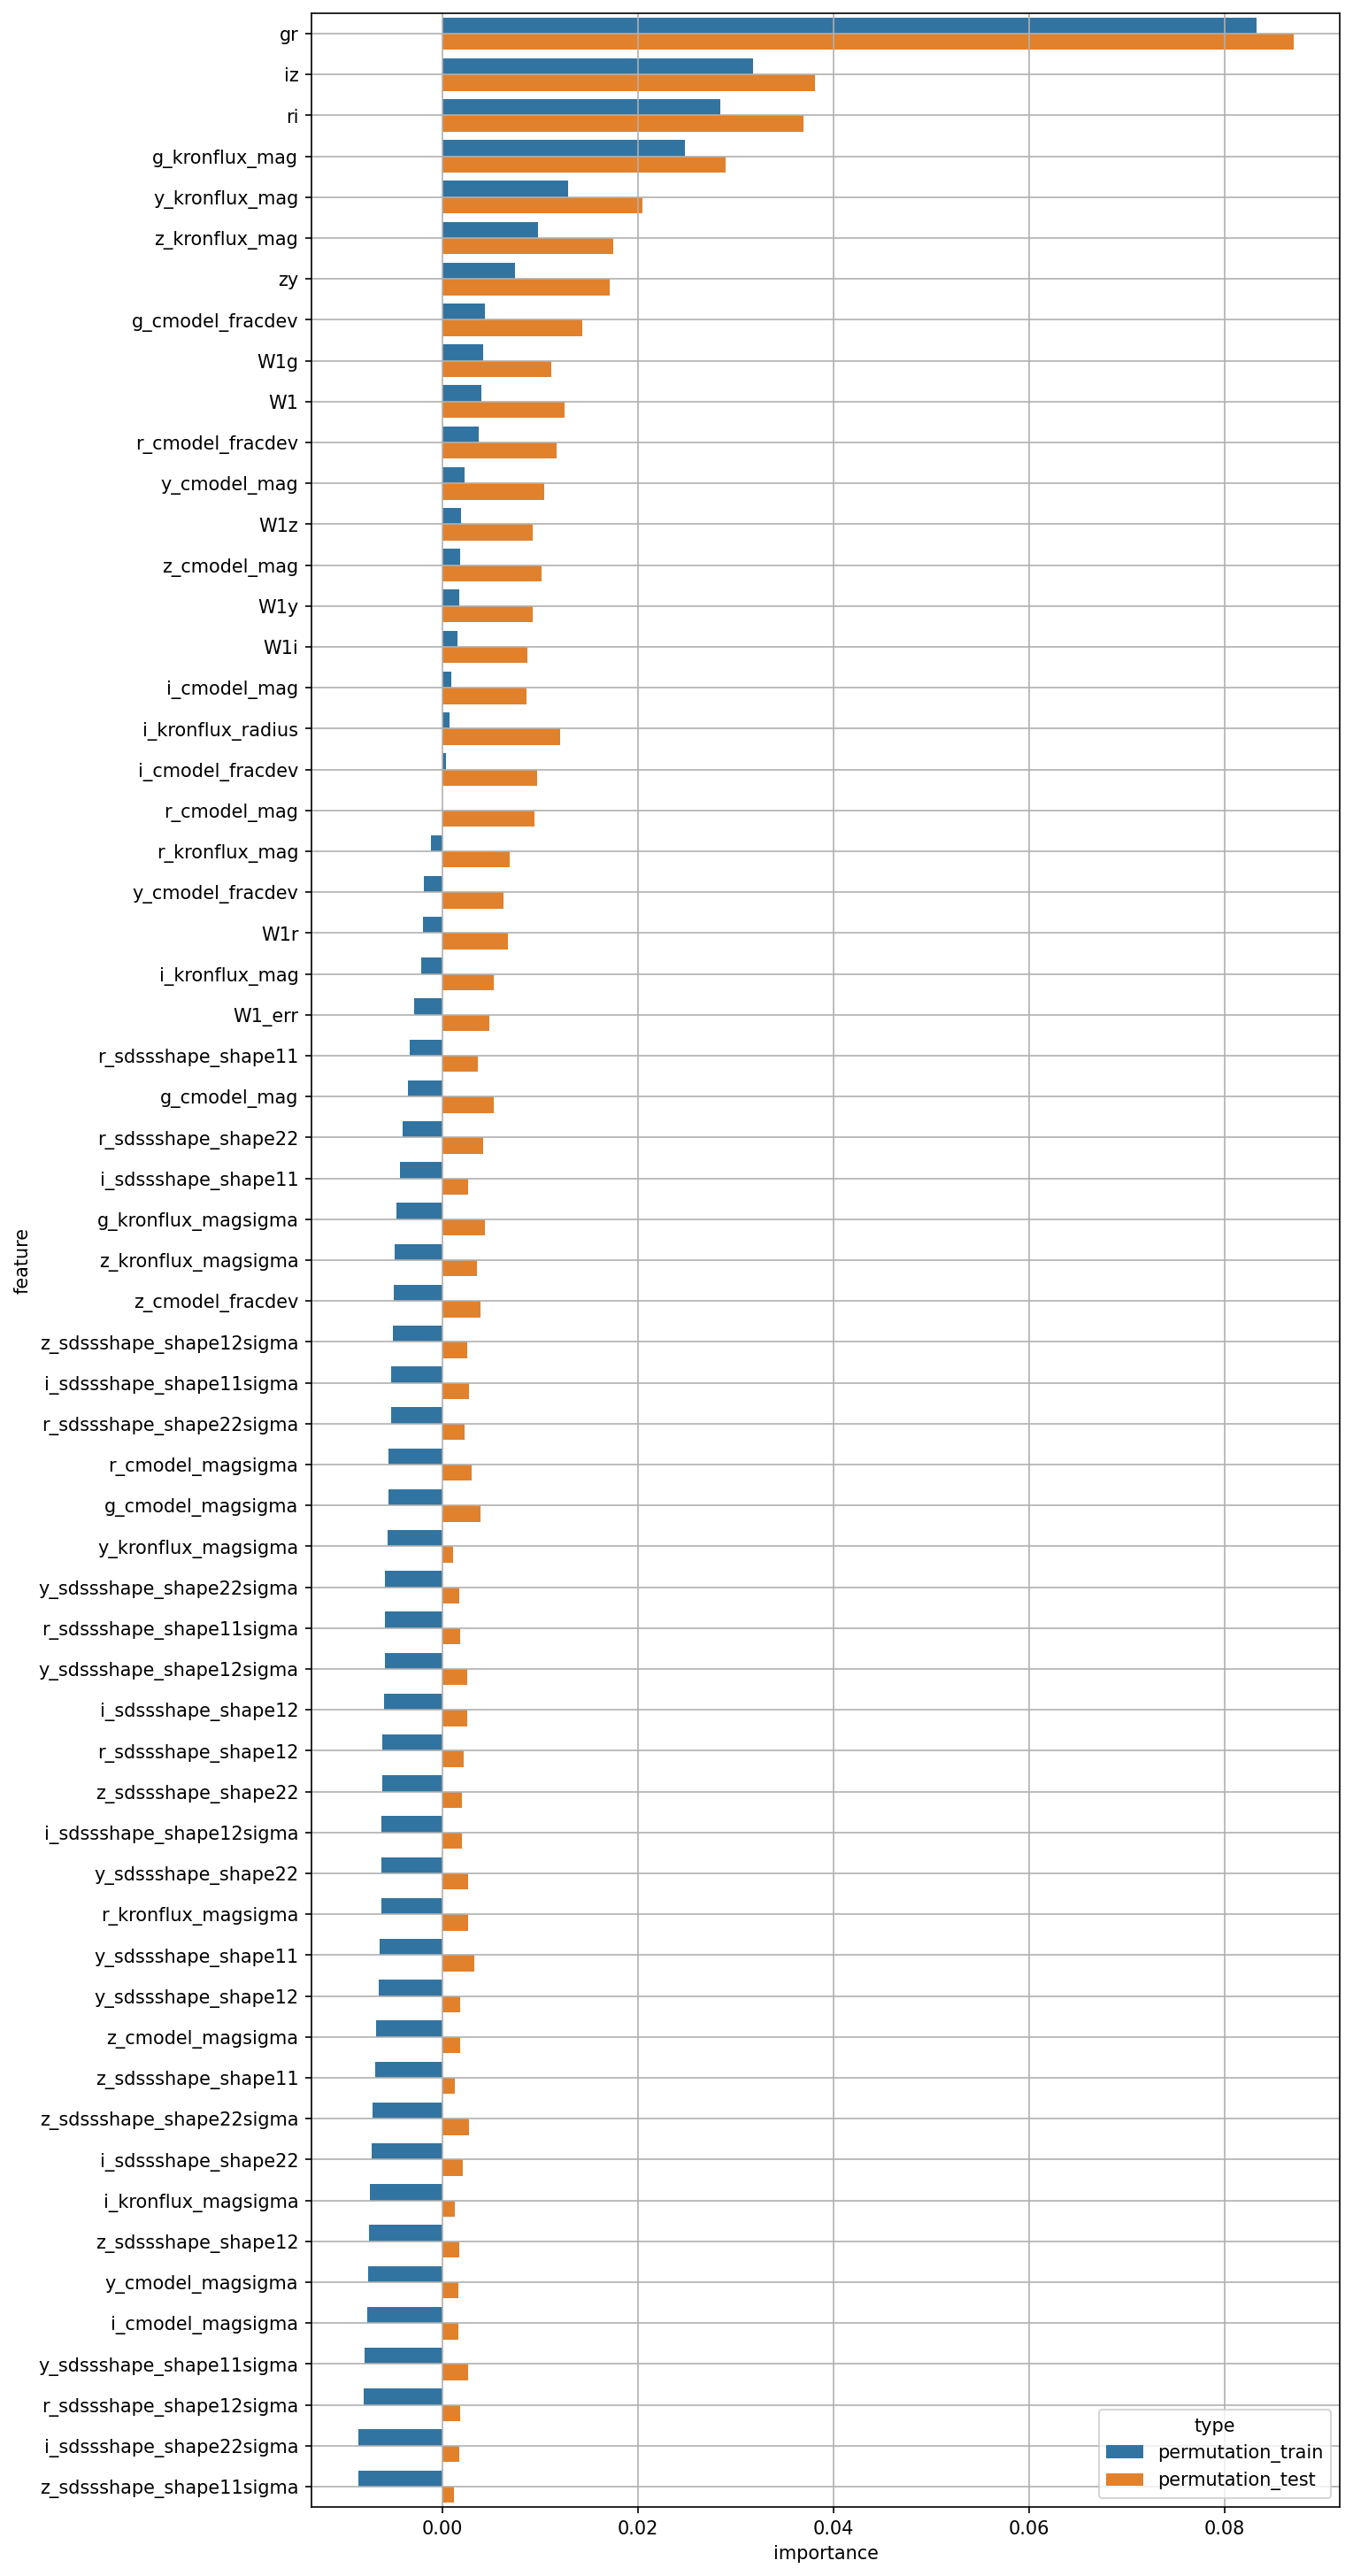 gr
iz
ri
g_kronflux_mag
y_kronflux_mag
z_kronflux_mag
zy
g_cmodel_fracdev
W1g
W1
r_cmodel_fracdev
y_cmodel_mag
W1z
z_cmodel_mag
W1y
W1i
i_cmodel_mag
i_kronflux_radius
i_cmodel_fracdev
r_cmodel_mag
r_kronflux_mag
y_cmodel_fracdev
W1r
i_kronflux_mag
W1_err
r_sdssshape_shape11
g_cmodel_mag
r_sdssshape_shape22
i_sdssshape_shape11
g_kronflux_magsigma
z_kronflux_magsigma
z_cmodel_fracdev
z_sdssshape_shape12sigma
i_sdssshape_shape11sigma
r_sdssshape_shape22sigma
r_cmodel_magsigma
g_cmodel_magsigma
y_kronflux_magsigma
y_sdssshape_shape22sigma
r_sdssshape_shape11sigma
y_sdssshape_shape12sigma
i_sdssshape_shape12
r_sdssshape_shape12
z_sdssshape_shape22
i_sdssshape_shape12sigma
y_sdssshape_shape22
r_kronflux_magsigma
y_sdssshape_shape11
y_sdssshape_shape12
z_cmodel_magsigma
z_sdssshape_shape11
z_sdssshape_shape22sigma
i_sdssshape_shape22
i_kronflux_magsigma
z_sdssshape_shape12
y_cmodel_magsigma
i_cmodel_magsigma
y_sdssshape_shape11sigma
r_sdssshape_shape12sigma
i_sdssshape_shape22sigma
z_sdssshape_shape11sigma
feature
type
permutation_train
permutation_test
0.00 0.02 0.04 0.06 0.08
importance